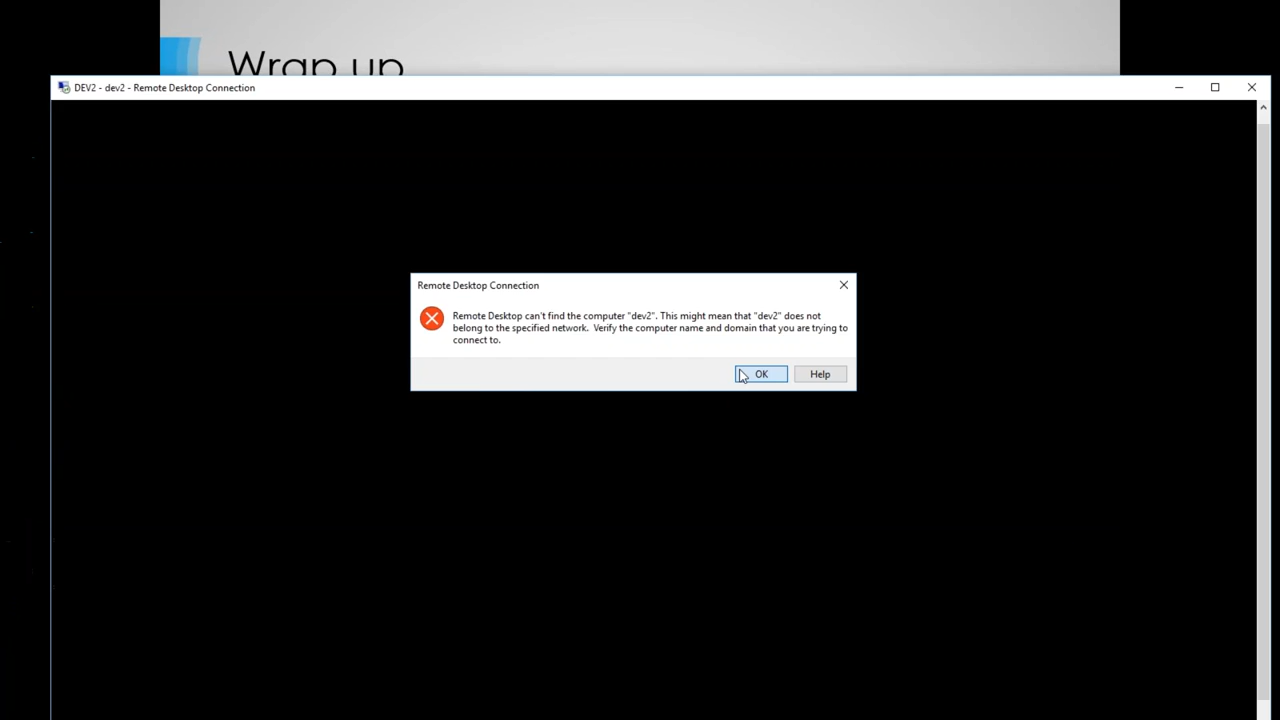 Wrap up
DEV2 - dev2 - Remote Desktop Connection
Remote Desktop Connection
Remote Desktop can't find the computer "dev2". This might mean that "dev2" does not
belong to the specified network. Verify the computer name and domain that you are trying to
connect to.
OK
Help